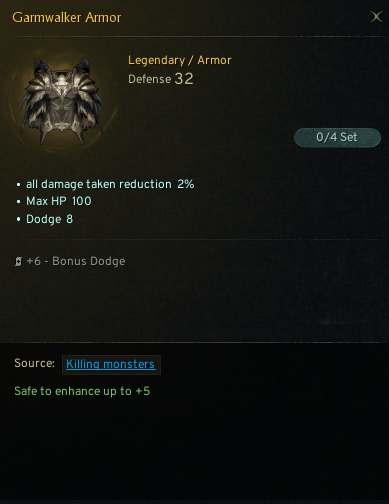 Garmwalker Armor
Legendary / Armor
Defense 32
0/4 Set
• all damage taken reduction 2%
• Max HP 100
• Dodge 8
+6 - Bonus Dodge
Source: Killing monsters
Safe to enhance up to +5